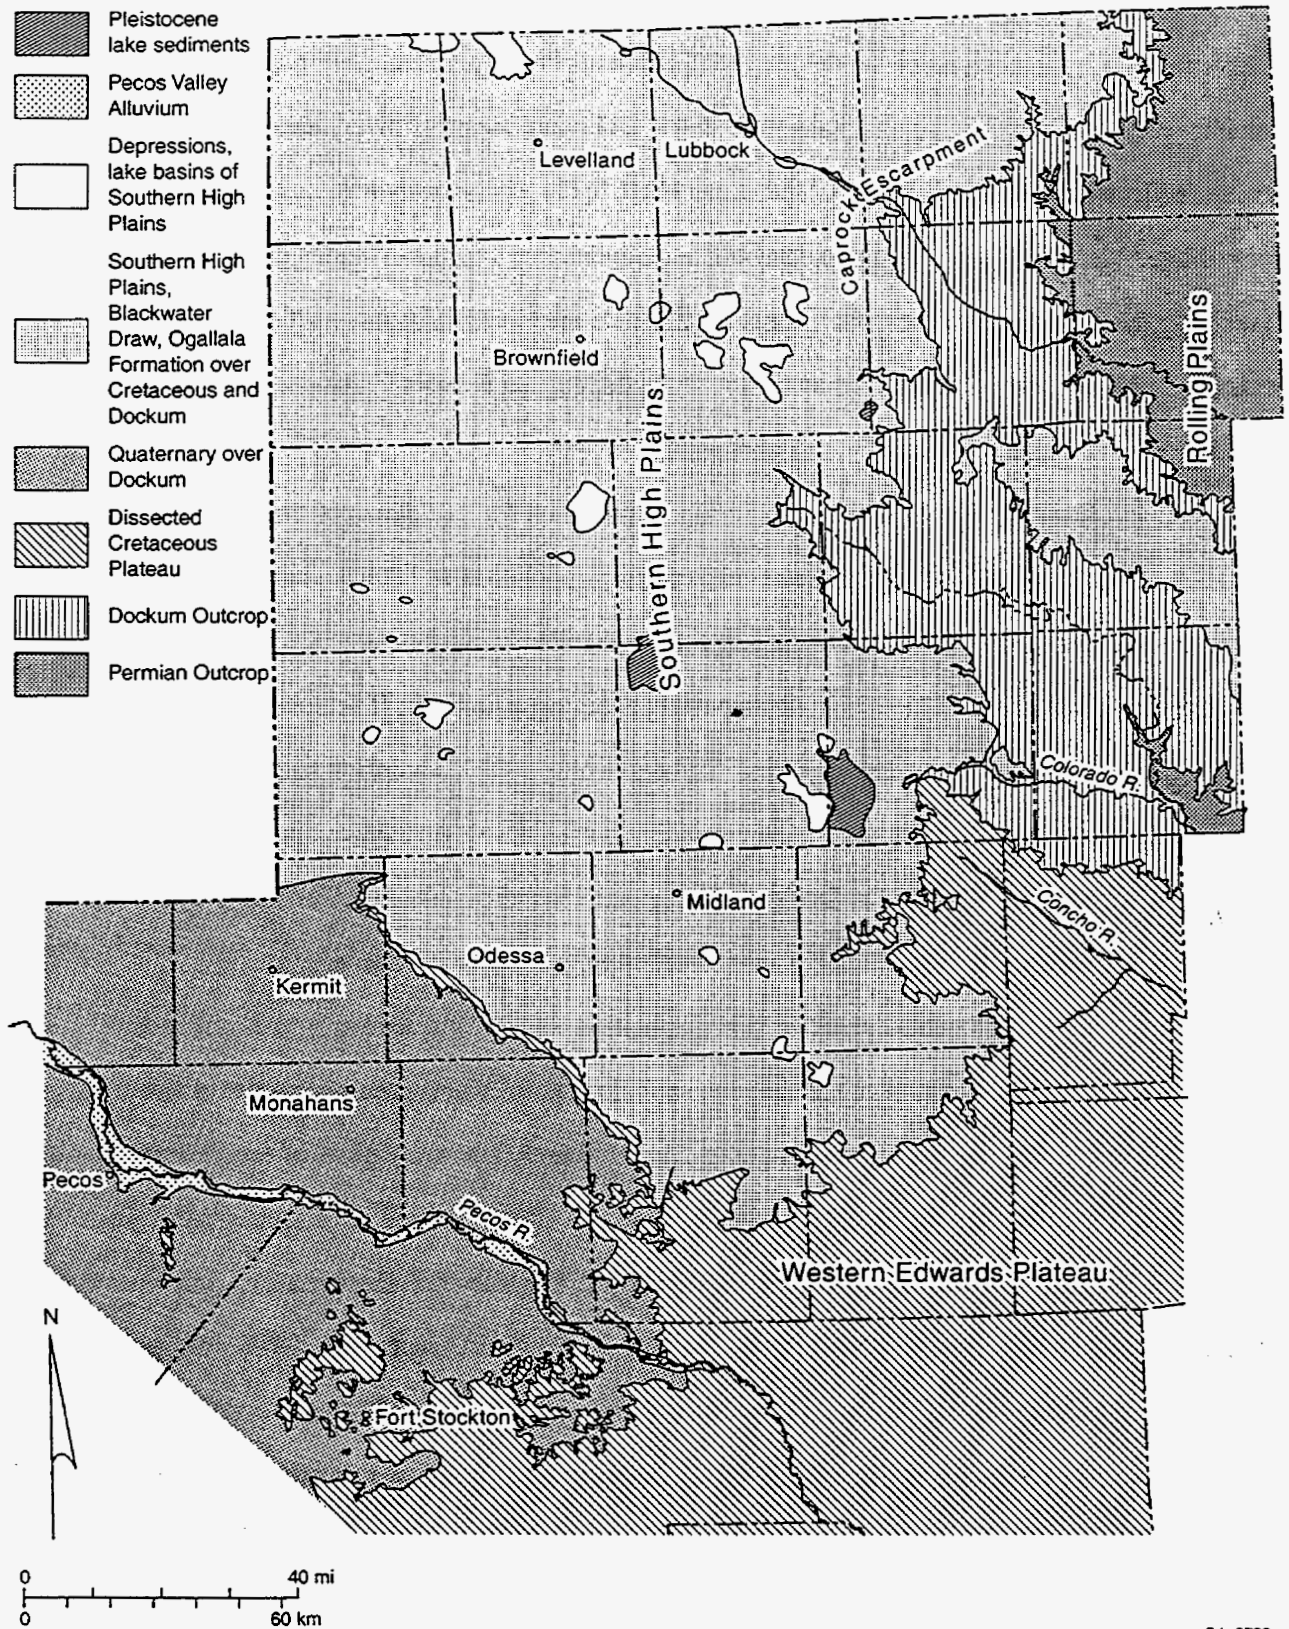 Pleistocene
lake sediments
Pecos Valley
Alluvium
Depressions,
lake basins of
Southern High
Plains
Southern High
Plains,
Blackwater
Draw, Ogallala
Formation over
Cretaceous and
Dockum
Quaternary over
Dockum
Dissected
Cretaceous
Plateau
Dockum Outcrop
Permian Outcrop
Levelland
Lubbock
Caprock Escarpment
Brownfield
Southern High Plains
Rolling Plains
Colorado R.
Midland
Concho R.
Odessa
Kermit
Monahans
Pecos
Pecos R.
Western Edwards Plateau
Fort Stockton
N
0 40 mi
0 60 km